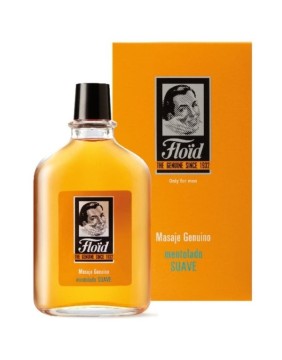 Floïd
THE GENUINE SINCE 1932
Only for men
Masaje Genuino
mentolado
SUAVE
Floïd
THE GENUINE SINCE 1932
Masaje Genuino
mentolado
SUAVE